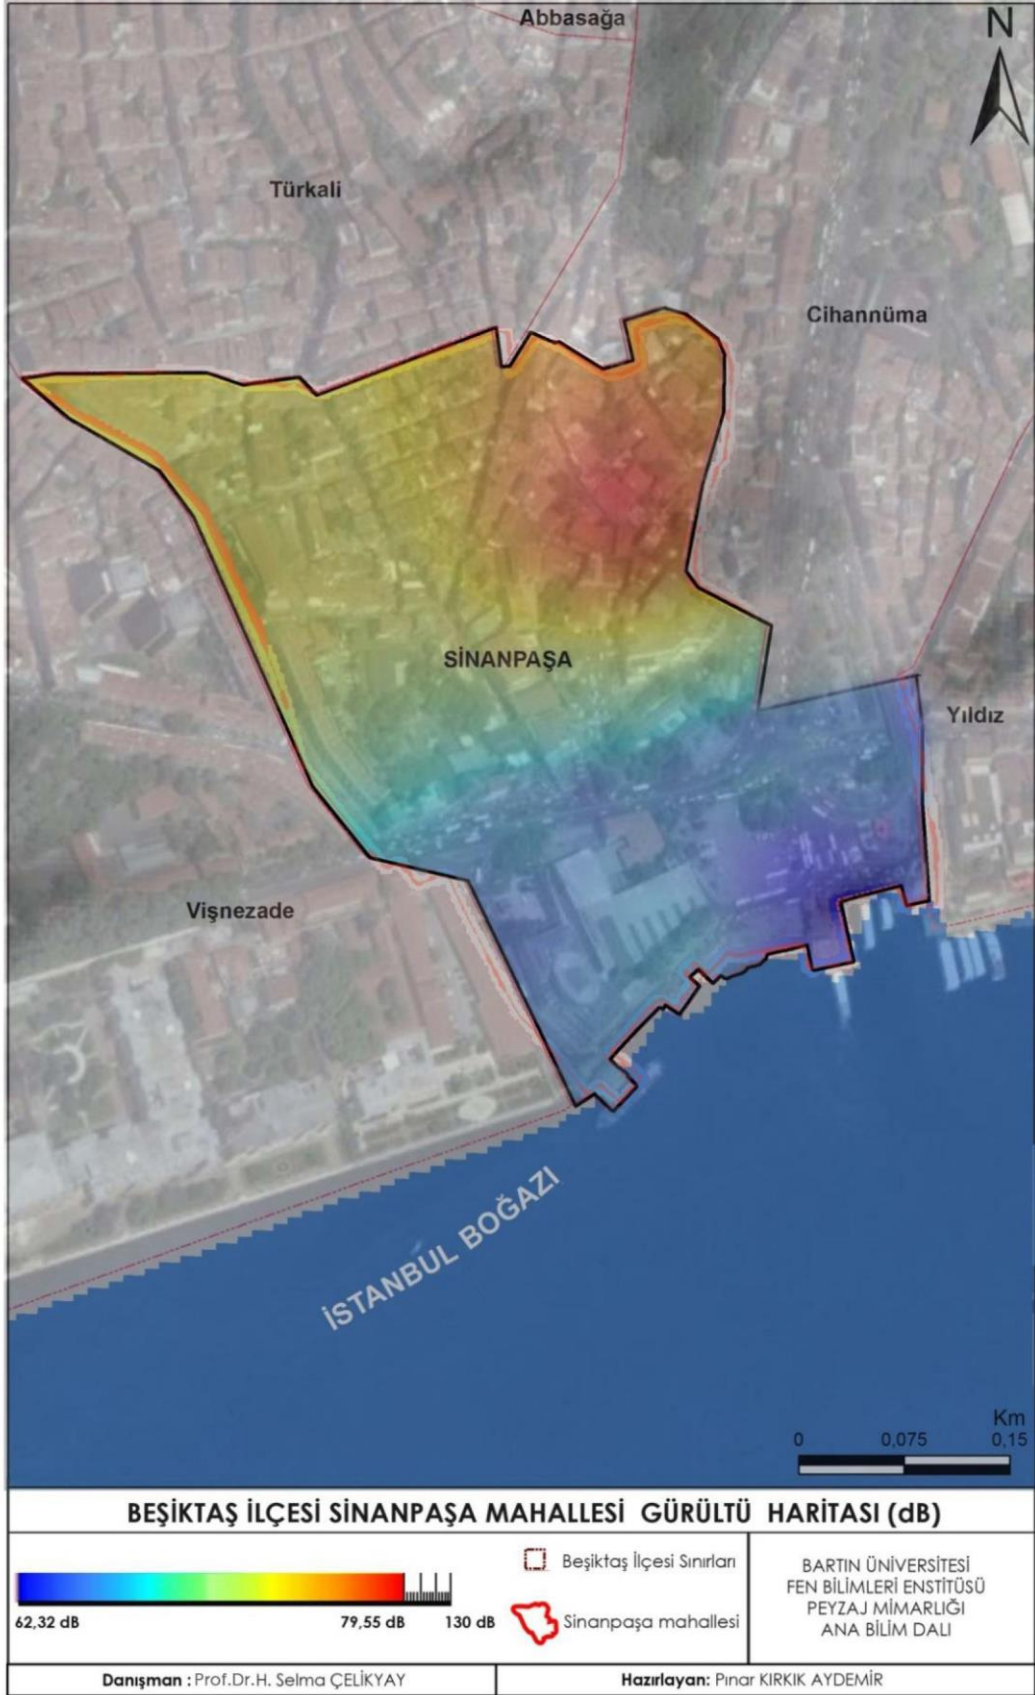 Abbasağa
N
Türkali
Cihannüma
SİNANPAŞA
Yıldız
Vişnezade
İSTANBUL BOĞAZI
Km
0 0,075 0,15
BEŞİKTAŞ İLÇESİ SİNANPAŞA MAHALLESİ GÜRÜLTÜ HARİTASI (dB)
62,32 dB 79,55 dB 130 dB
Beşiktaş İlçesi Sınırları
Sinanpaşa mahallesi
BARTIN ÜNİVERSİTESİ
FEN BİLİMLERİ ENSTİTÜSÜ
PEYZAJ MİMARLIĞI
ANA BİLİM DALI
Danışman : Prof.Dr.H. Selma ÇELİKYAY
Hazırlayan: Pınar KIRKIK AYDEMİR